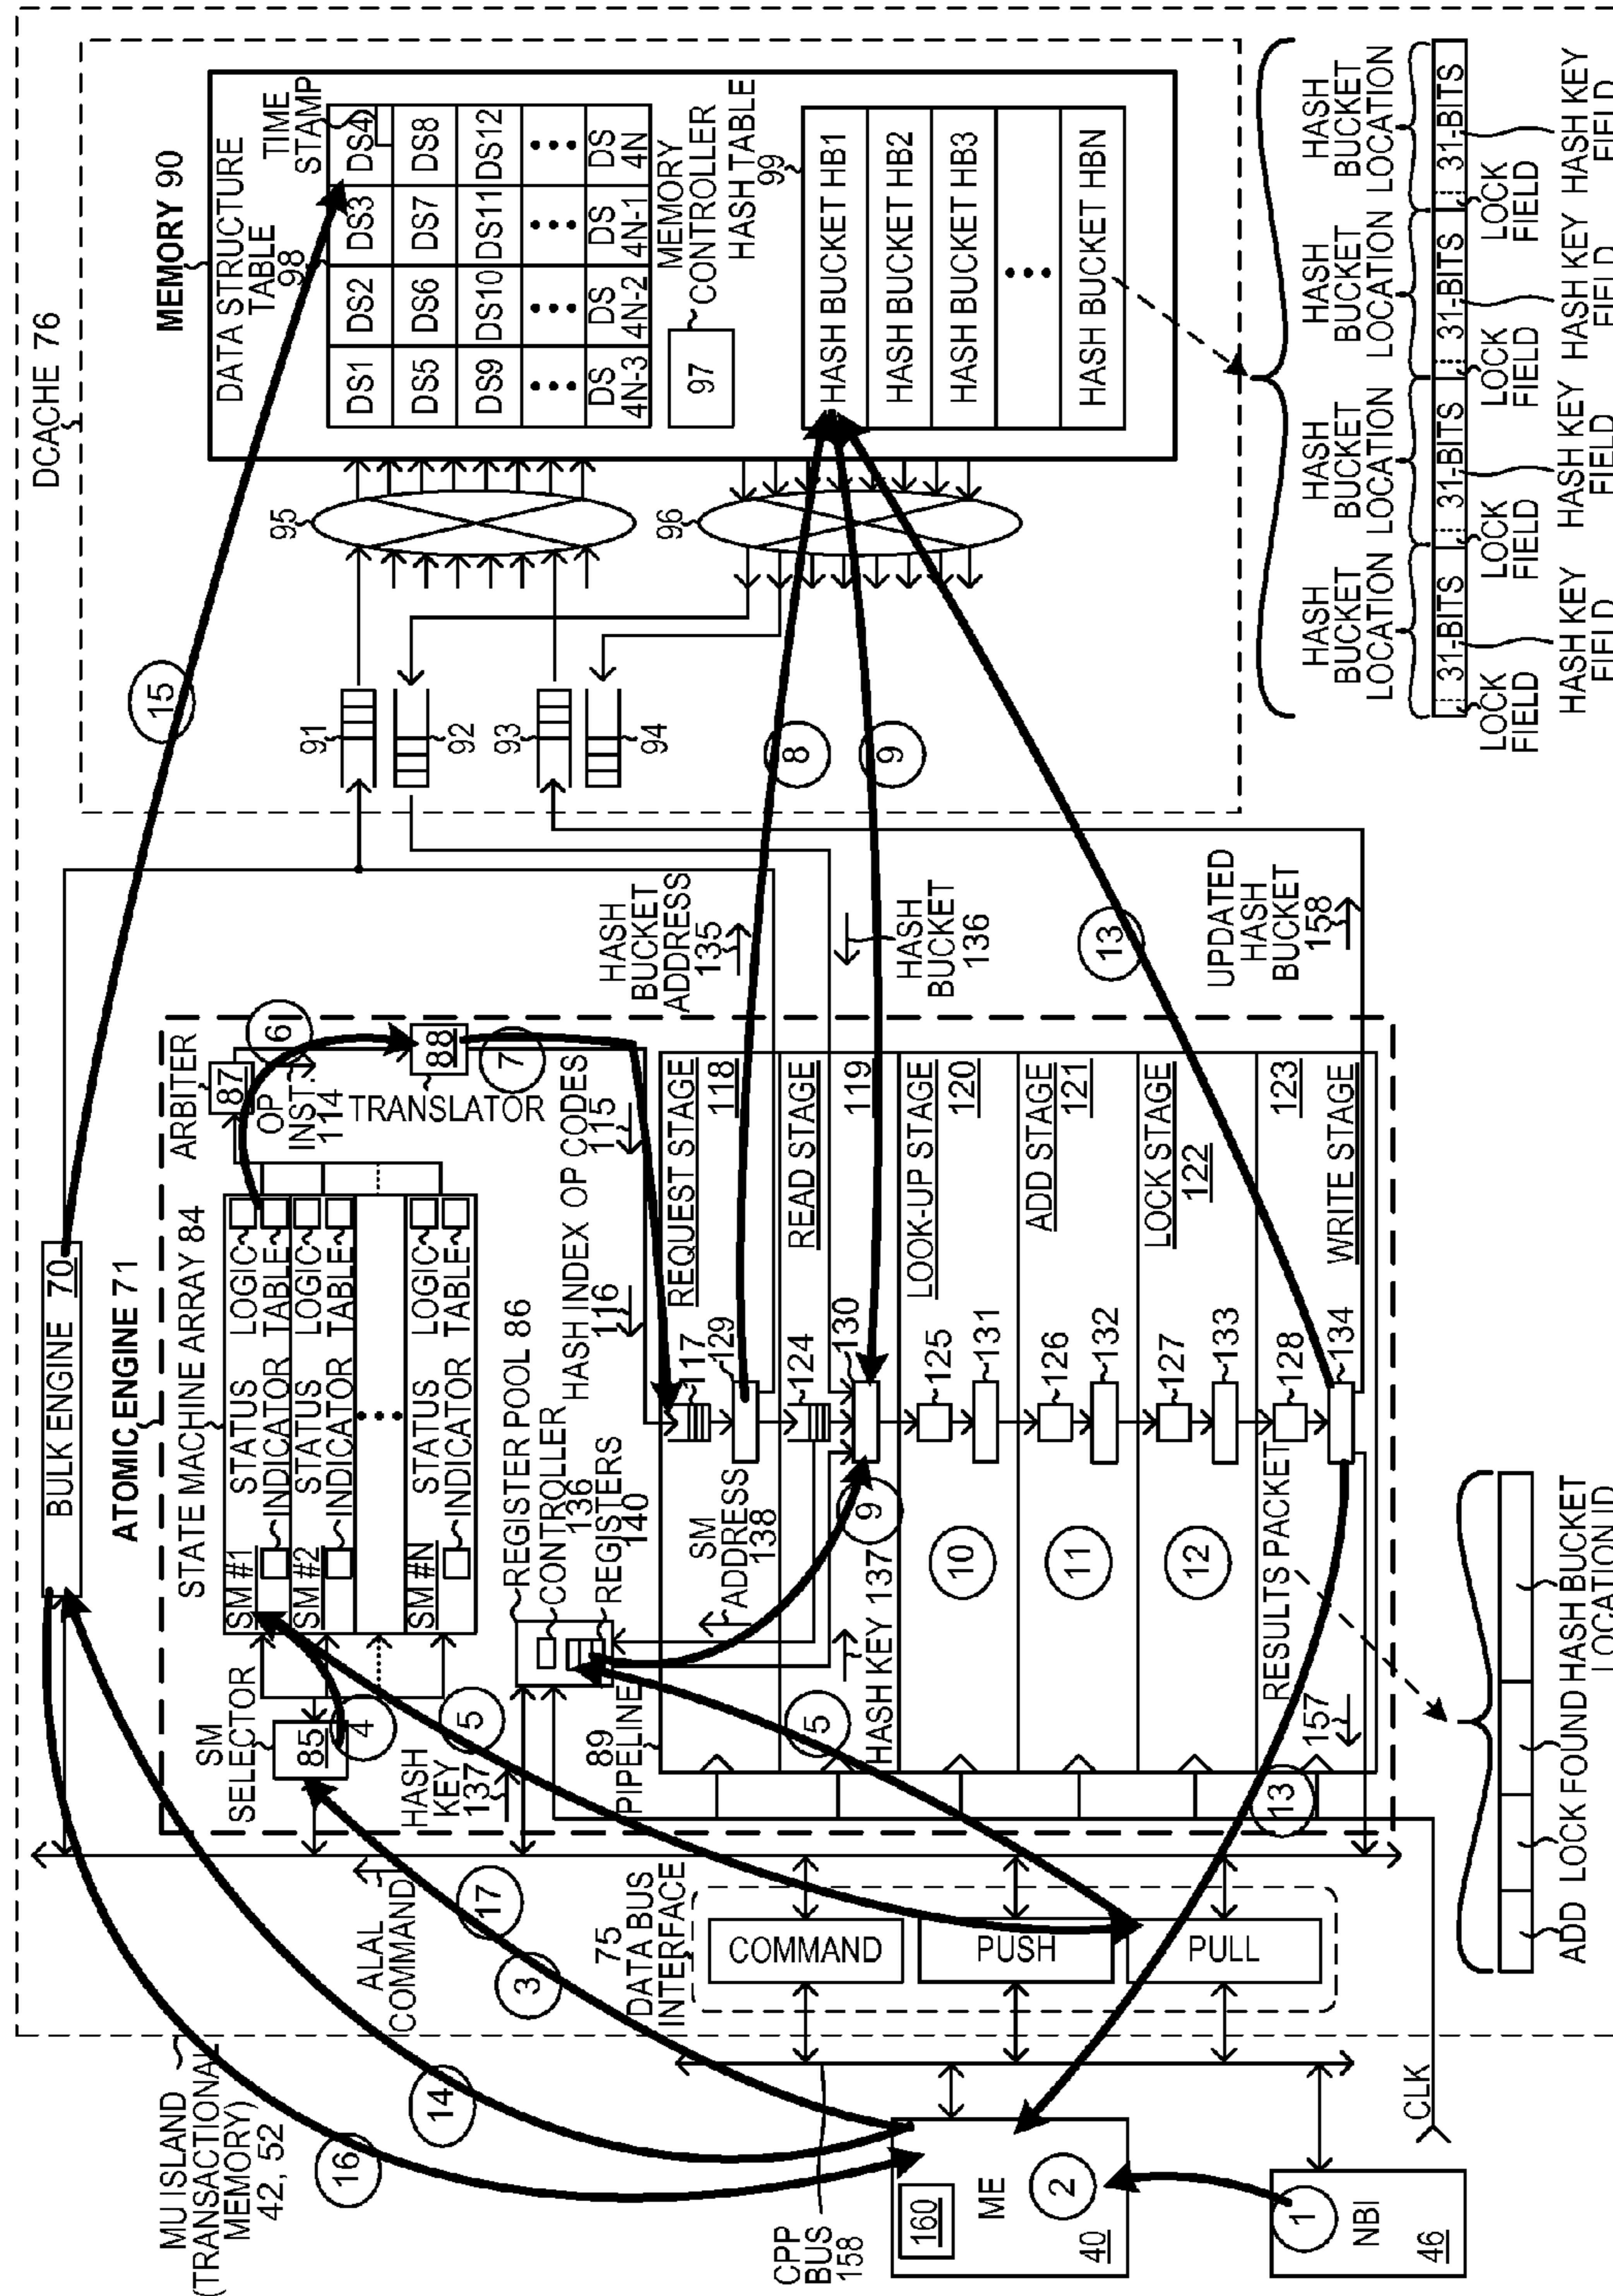 MU ISLAND
(TRANSACTIONAL
MEMORY)
42, 52
DCACHE 76
BULK ENGINE 70
15
16
14
MEMORY 90
DATA STRUCTURE
TABLE
98
TIME
STAMP
DS1
DS2
DS3
DS4
DS5
DS6
DS7
DS8
DS9
DS10
DS11
DS12
DS
4N-3
DS
4N-2
DS
4N-1
DS
4N
97
MEMORY
CONTROLLER
HASH TABLE
99
HASH BUCKET HB1
HASH BUCKET HB2
HASH BUCKET HB3
HASH BUCKET HBN
95
96
91
92
93
94
ATOMIC ENGINE 71
STATE MACHINE ARRAY 84
SM #1
STATUS
INDICATOR
LOGIC
TABLE
SM #2
STATUS
INDICATOR
LOGIC
TABLE
SM #N
STATUS
INDICATOR
LOGIC
TABLE
ARBITER
87
6
OP
INST.
114
88
TRANSLATOR
7
SM
SELECTOR
85
4
5
HASH
KEY
137
ALAL
COMMAND
17
3
REGISTER POOL 86
CONTROLLER
136
REGISTERS
140
HASH INDEX
116
OP CODES
115
HASH
BUCKET
ADDRESS
135
8
9
HASH
BUCKET
136
13
UPDATED
HASH
BUCKET
158
89
PIPELINE
REQUEST STAGE
118
117
129
READ STAGE
119
124
130
SM
ADDRESS
138
5
HASH KEY 137
9
LOOK-UP STAGE
120
125
131
10
ADD STAGE
121
126
132
11
LOCK STAGE
122
127
133
12
WRITE STAGE
123
128
134
RESULTS PACKET
157
13
75
DATA BUS
INTERFACE
COMMAND
PUSH
PULL
CPP
BUS
158
160
ME
2
40
1
NBI
46
CLK
ADD
LOCK
FOUND
HASH BUCKET
LOCATION ID
HASH
BUCKET
LOCATION
HASH
BUCKET
LOCATION
HASH
BUCKET
LOCATION
HASH
BUCKET
LOCATION
31-BITS
31-BITS
31-BITS
31-BITS
LOCK
FIELD
LOCK
FIELD
LOCK
FIELD
LOCK
FIELD
HASH KEY
FIELD
HASH KEY
FIELD
HASH KEY
FIELD
HASH KEY
FIELD